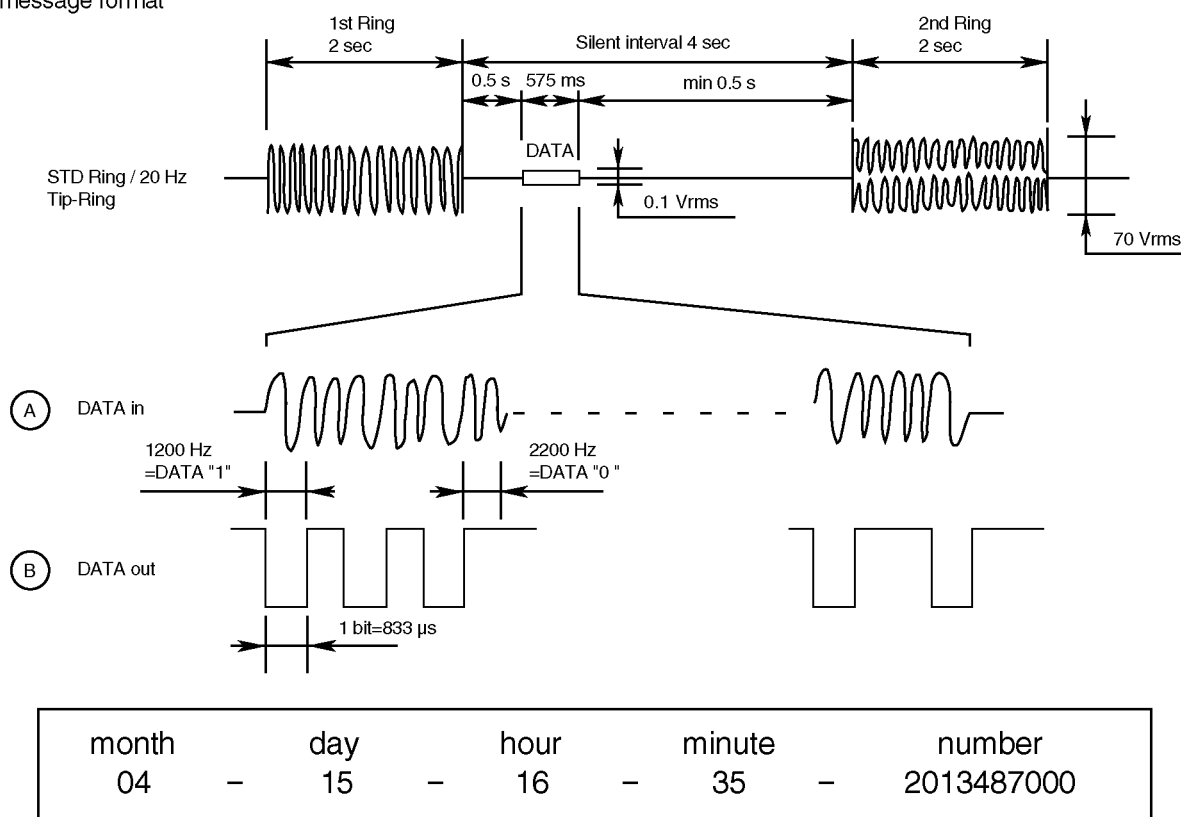 message format
1st Ring
2 sec
Silent interval 4 sec
2nd Ring
2 sec
0.5 s
575 ms
min 0.5 s
DATA
STD Ring / 20 Hz
Tip-Ring
0.1 Vrms
70 Vrms
A
DATA in
1200 Hz
=DATA "1"
2200 Hz
=DATA "0 "
B
DATA out
1 bit=833 µs
month day hour minute number
04 – 15 – 16 – 35 – 2013487000